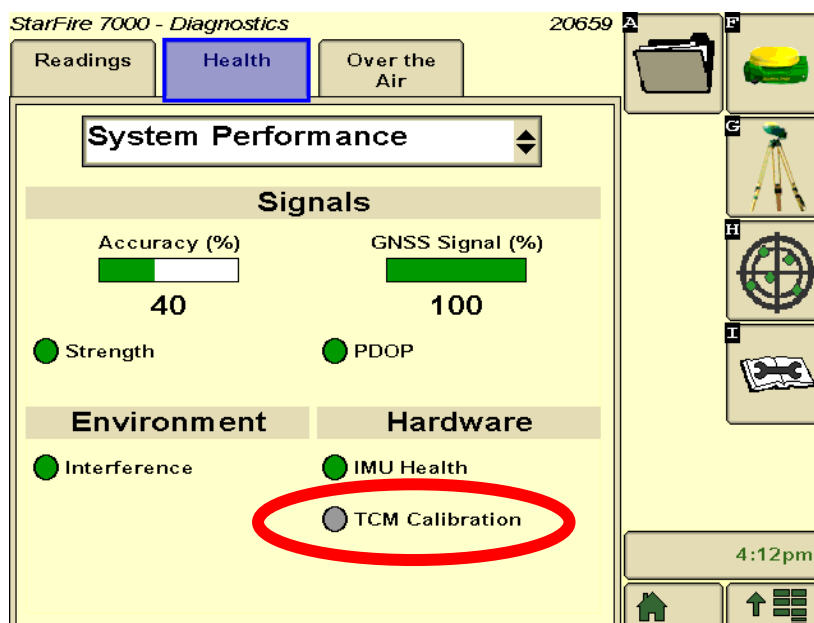 StarFire 7000 - Diagnostics 20659
Readings
Health
Over the
Air
System Performance
Signals
Accuracy (%)
GNSS Signal (%)
40
100
Strength
PDOP
Environment
Hardware
Interference
IMU Health
TCM Calibration
A
F
G
H
I
4:12pm